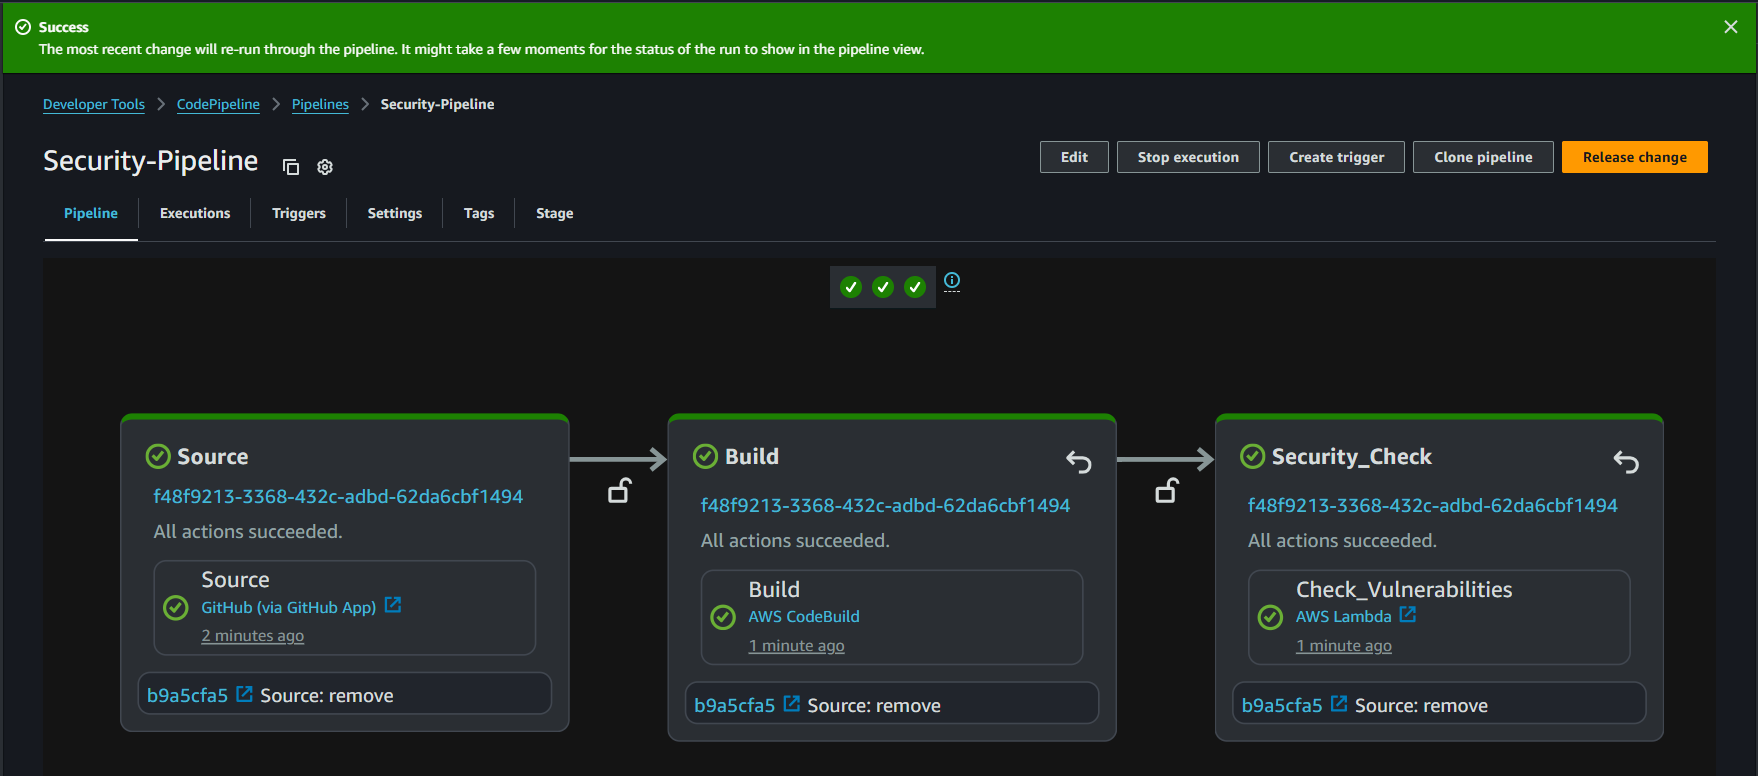 Success
The most recent change will re-run through the pipeline. It might take a few moments for the status of the run to show in the pipeline view.
Developer Tools > CodePipeline > Pipelines > Security-Pipeline
Security-Pipeline
Edit
Stop execution
Create trigger
Clone pipeline
Release change
Pipeline
Executions
Triggers
Settings
Tags
Stage
Source
f48f9213-3368-432c-adbd-62da6cbf1494
All actions succeeded.
Source
GitHub (via GitHub App)
2 minutes ago
b9a5cfa5 Source: remove
Build
f48f9213-3368-432c-adbd-62da6cbf1494
All actions succeeded.
Build
AWS CodeBuild
1 minute ago
b9a5cfa5 Source: remove
Security_Check
f48f9213-3368-432c-adbd-62da6cbf1494
All actions succeeded.
Check_Vulnerabilities
AWS Lambda
1 minute ago
b9a5cfa5 Source: remove